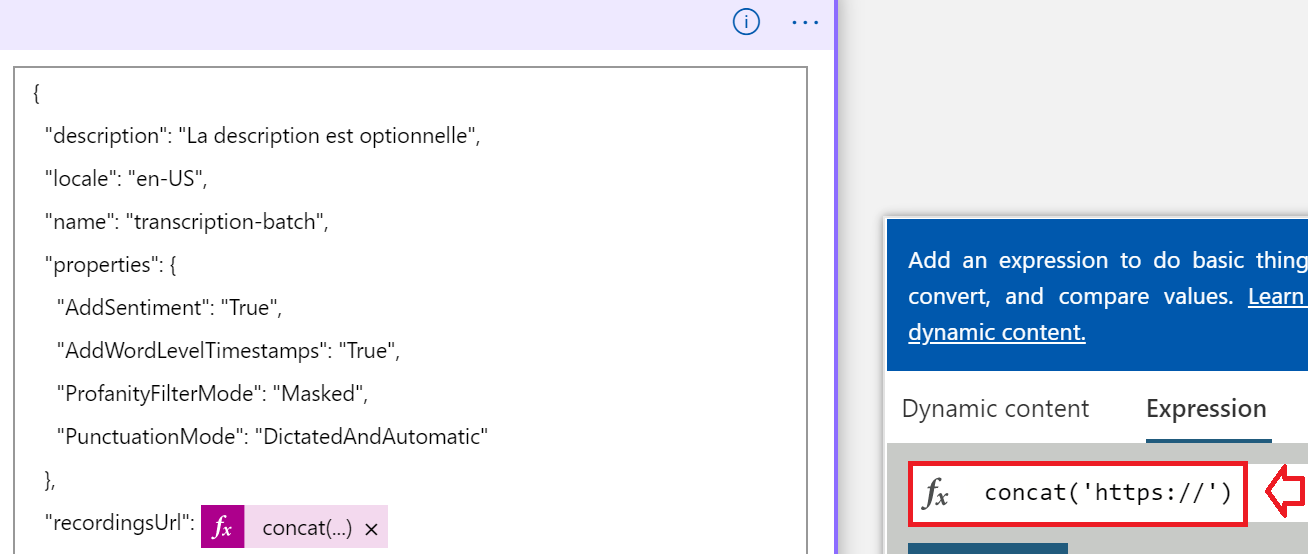 {
"description": "La description est optionnelle",
"locale": "en-US",
"name": "transcription-batch",
"properties": {
"AddSentiment": "True",
"AddWordLevelTimestamps": "True",
"ProfanityFilterMode": "Masked",
"PunctuationMode": "DictatedAndAutomatic"
},
"recordingsUrl": fx concat(...) ×
Add an expression to do basic thing
convert, and compare values. Learn
dynamic content.
Dynamic content Expression
fx concat('https://')